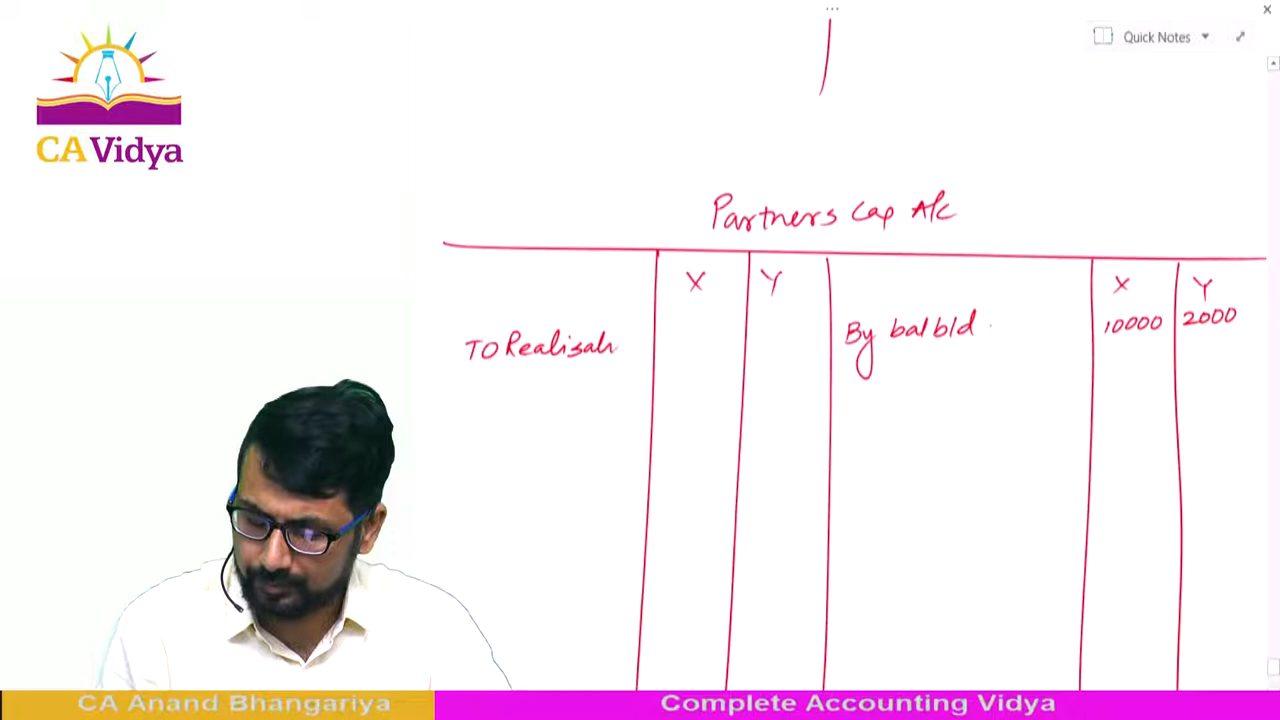 Quick Notes
CA Vidya
Partners Cap A/c
X Y X Y
To Realisah By bal b/d 10000 2000
CA Anand Bhangariya
Complete Accounting Vidya